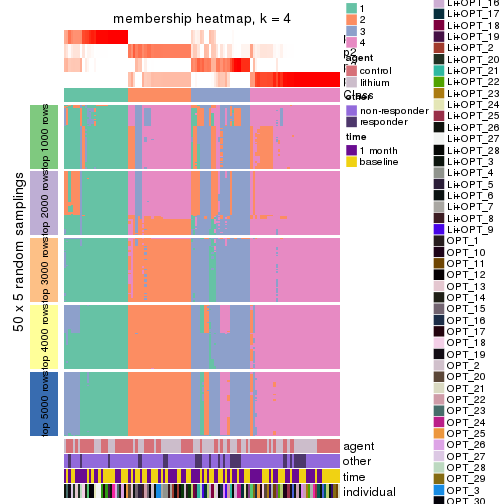 membership heatmap, k = 4
1
2
3
4
p2
Class
agent
control
lithium
non-responder
responder
time
1 month
baseline
50 x 5 random samplings
top 1000 rows
top 2000 rows
top 3000 rows
top 4000 rows
top 5000 rows
agent
other
time
individual
Li+OPT_16
Li+OPT_17
Li+OPT_18
Li+OPT_19
Li+OPT_2
Li+OPT_20
Li+OPT_21
Li+OPT_22
Li+OPT_23
Li+OPT_24
Li+OPT_25
Li+OPT_26
Li+OPT_27
Li+OPT_28
Li+OPT_3
Li+OPT_4
Li+OPT_5
Li+OPT_6
Li+OPT_7
Li+OPT_8
Li+OPT_9
OPT_1
OPT_10
OPT_11
OPT_12
OPT_13
OPT_14
OPT_15
OPT_16
OPT_17
OPT_18
OPT_19
OPT_2
OPT_20
OPT_21
OPT_22
OPT_23
OPT_24
OPT_25
OPT_26
OPT_27
OPT_28
OPT_29
OPT_3
OPT_4